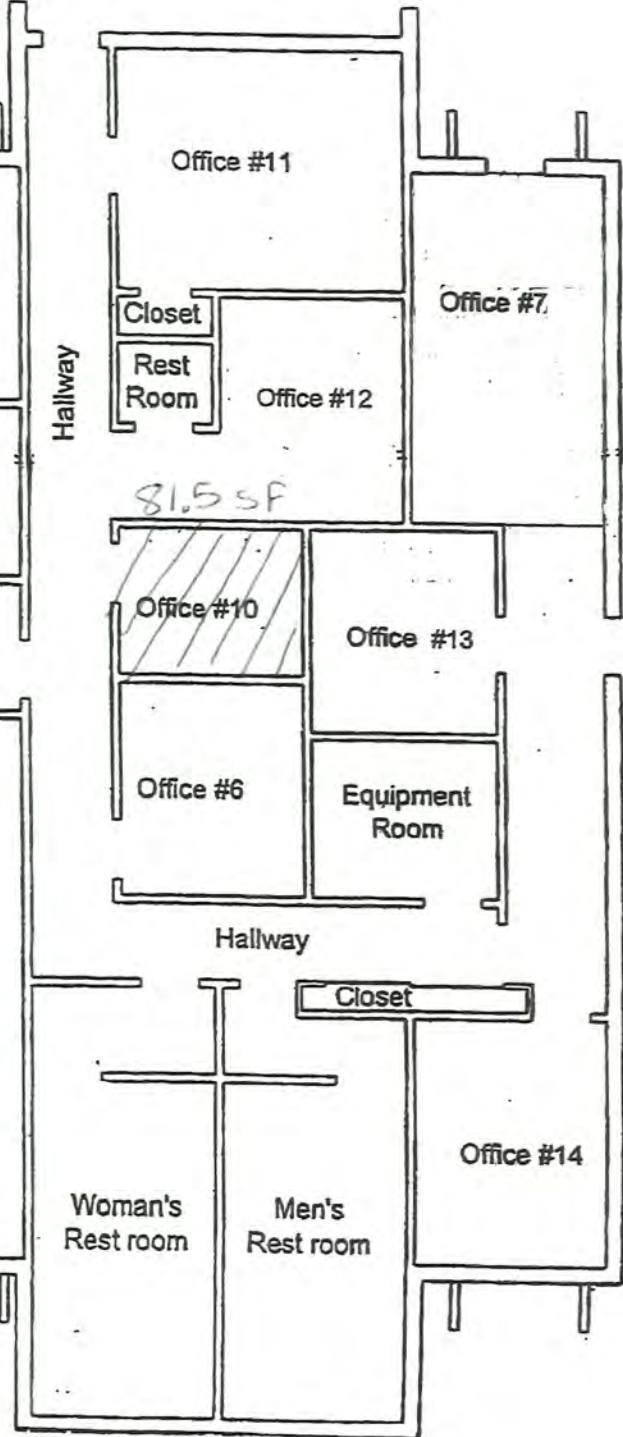 Office #11
Office #7
Closet
Rest
Room
Hallway
Office #12
81.5 SF
Office #10
Office #13
Office #6
Equipment
Room
Hallway
Closet
Office #14
Woman's
Rest room
Men's
Rest room